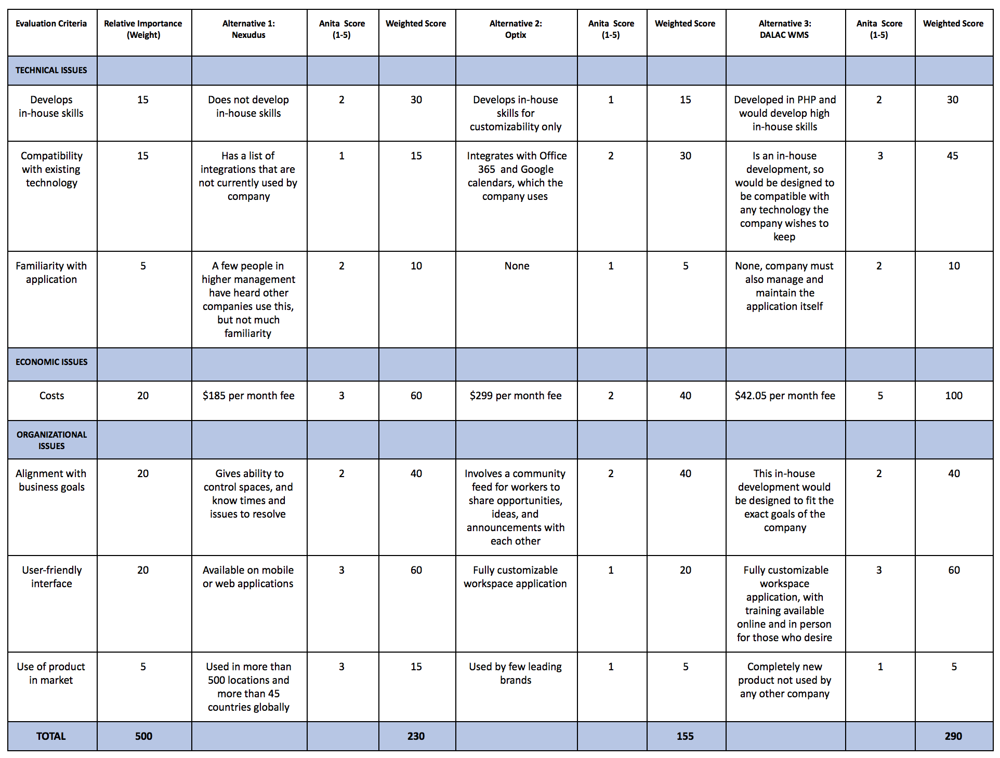 Evaluation Criteria
Relative Importance
(Weight)
Alternative 1:
Nexudus
Anita Score
(1-5)
Weighted Score
Alternative 2:
Optix
Anita Score
(1-5)
Weighted Score
Alternative 3:
DALAC WMS
Anita Score
(1-5)
Weighted Score
TECHNICAL ISSUES
Develops
in-house skills
15
Does not develop
in-house skills
2
30
Develops in-house
skills for
customizability only
1
15
Developed in PHP and
would develop high
in-house skills
2
30
Compatibility
with existing
technology
15
Has a list of
integrations that are
not currently used by
company
1
15
Integrates with Office
365 and Google
calendars, which the
company uses
2
30
Is an in-house
development, so
would be designed to
be compatible with
any technology the
company wishes to
keep
3
45
Familiarity with
application
5
A few people in
higher management
have heard other
companies use this,
but not much
familiarity
2
10
None
1
5
None, company must
also manage and
maintain the
application itself
2
10
ECONOMIC ISSUES
Costs
20
$185 per month fee
3
60
$299 per month fee
2
40
$42.05 per month fee
5
100
ORGANIZATIONAL
ISSUES
Alignment with
business goals
20
Gives ability to
control spaces, and
know times and
issues to resolve
2
40
Involves a community
feed for workers to
share opportunities,
ideas, and
announcements with
each other
2
40
This in-house
development would
be designed to fit the
exact goals of the
company
2
40
User-friendly
interface
20
Available on mobile
or web applications
3
60
Fully customizable
workspace application
1
20
Fully customizable
workspace
application, with
training available
online and in person
for those who desire
3
60
Use of product
in market
5
Used in more than
500 locations and
more than 45
countries globally
3
15
Used by few leading
brands
1
5
Completely new
product not used by
any other company
1
5
TOTAL
500
230
155
290